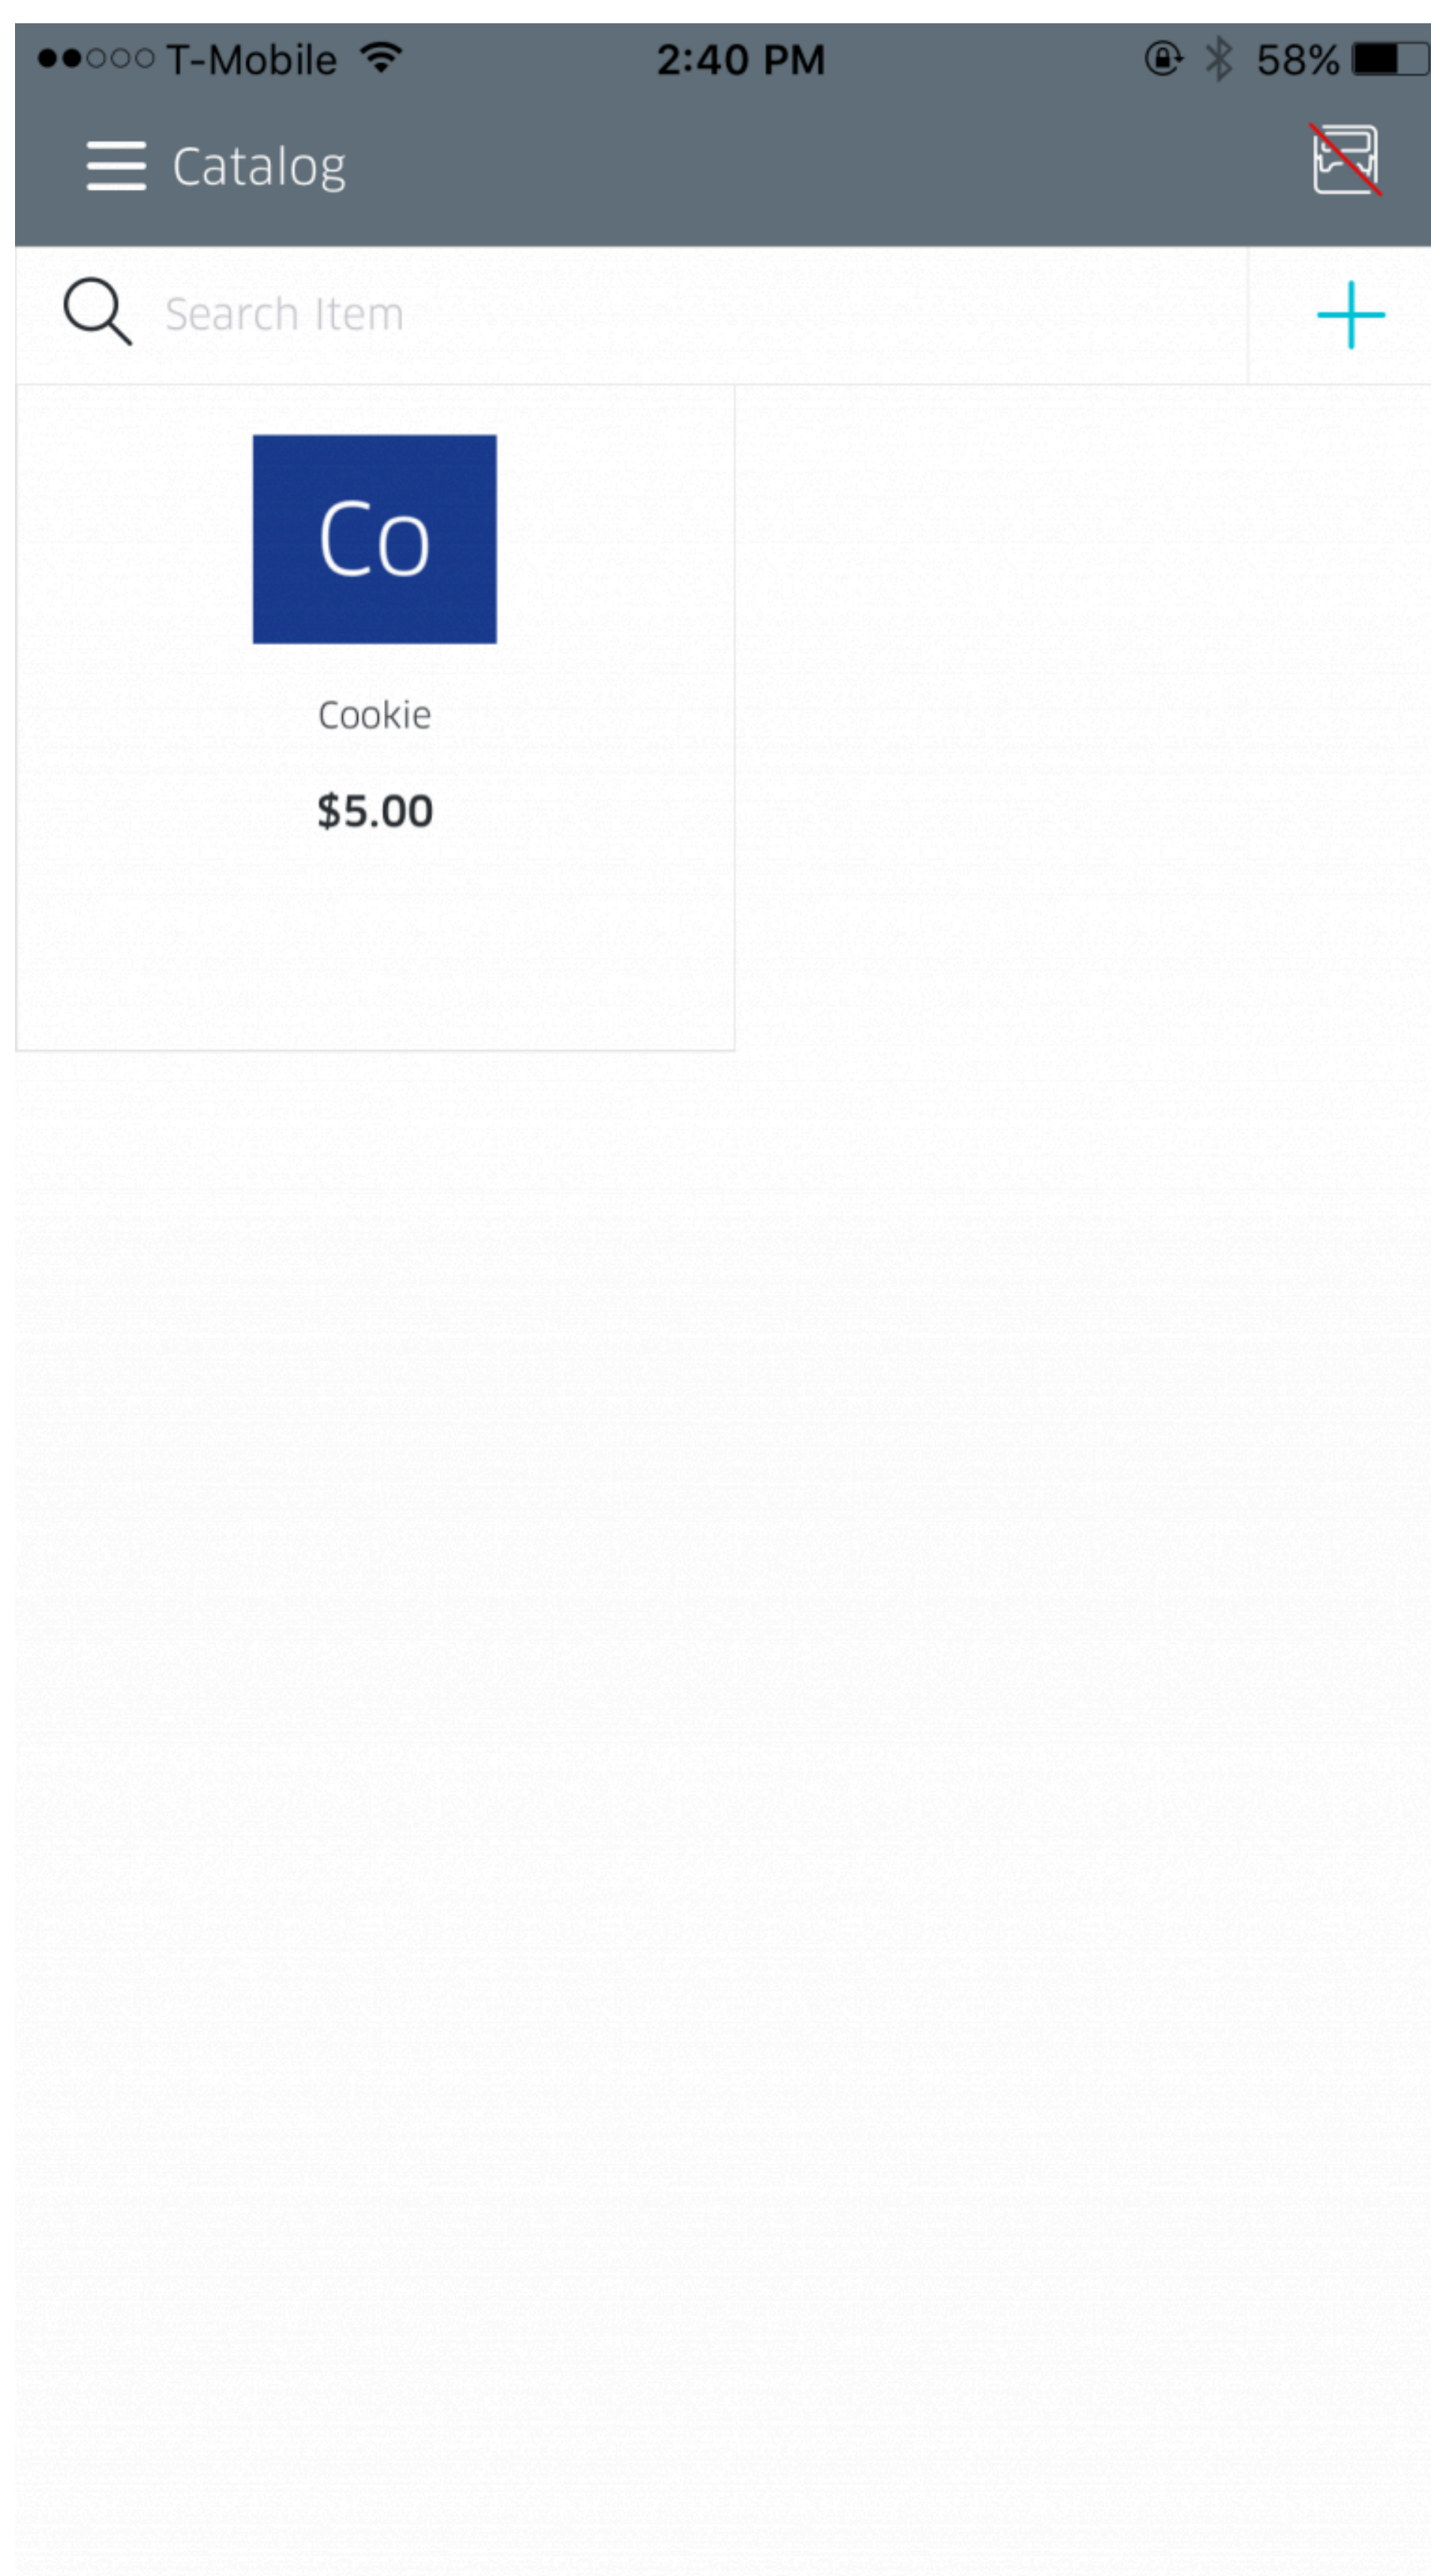 T-Mobile 2:40 PM 58%
Catalog
Search Item
Co
Cookie
$5.00